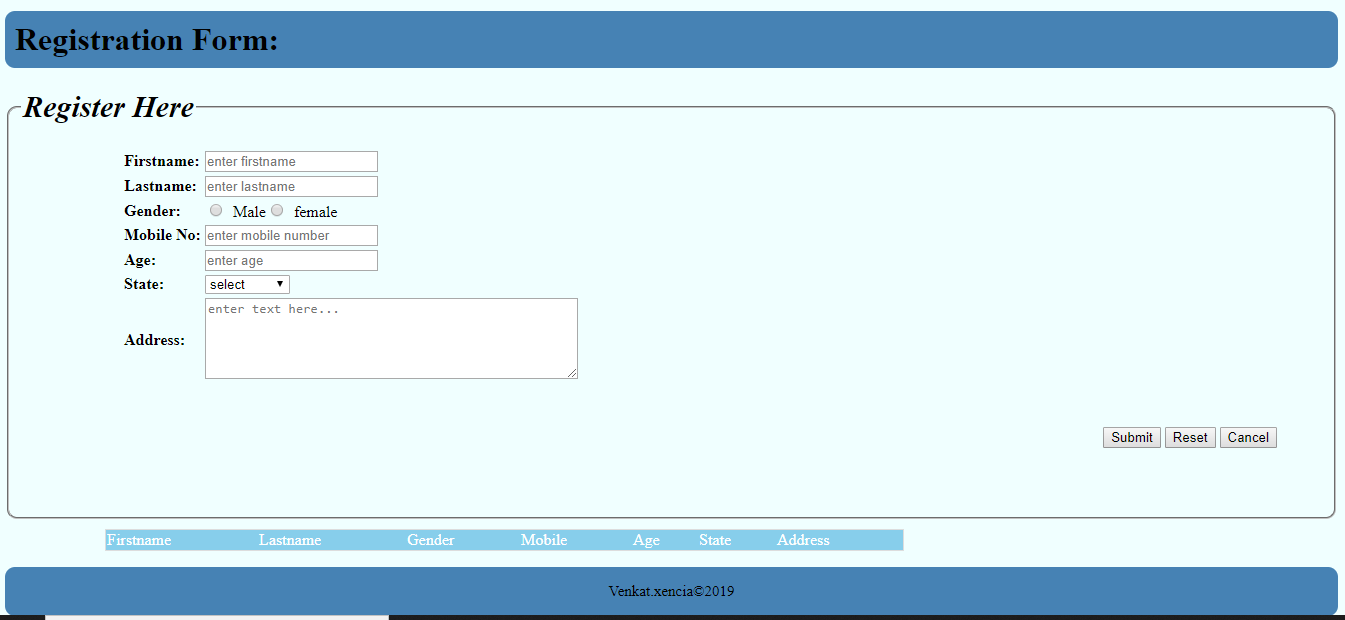 Registration Form:
Register Here
Firstname: enter firstname
Lastname: enter lastname
Gender: Male female
Mobile No: enter mobile number
Age: enter age
State: select
Address: enter text here...
Submit Reset Cancel
Firstname Lastname Gender Mobile Age State Address
Venkat.xencia©2019